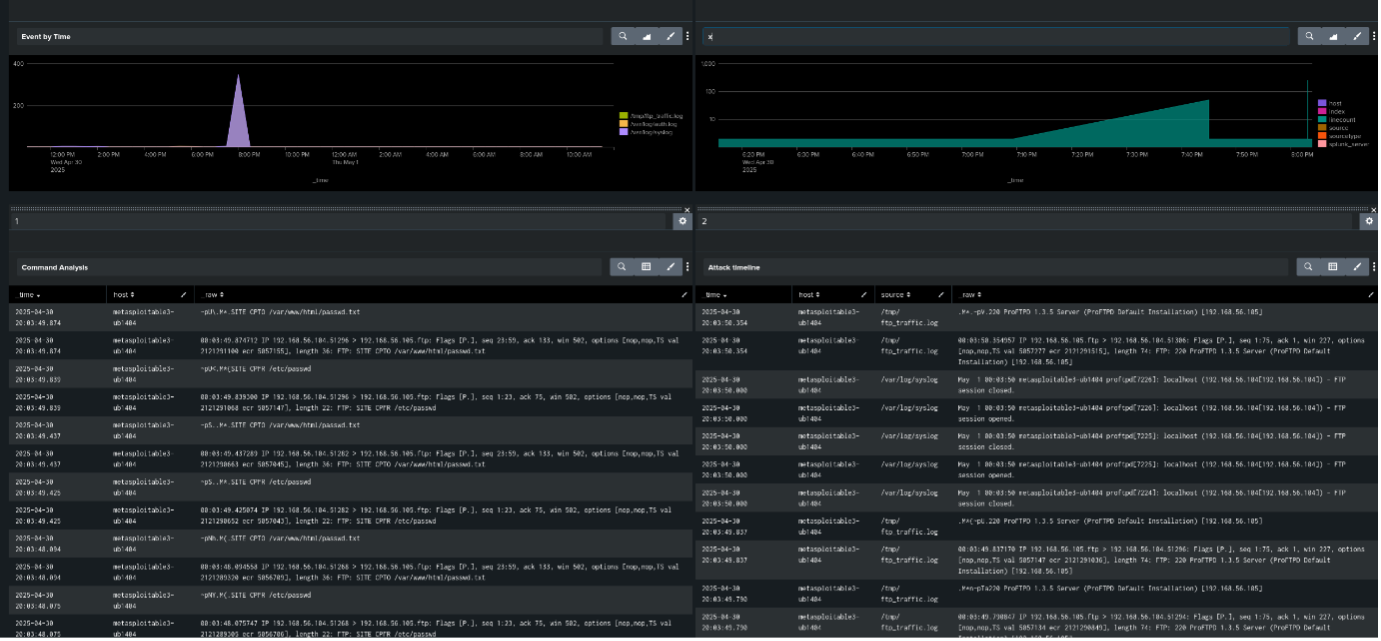 Event by Time
400
200
12:00 PM
Wed Apr 30
2025
2:00 PM
4:00 PM
6:00 PM
8:00 PM
10:00 PM
12:00 AM
Thu May 1
2:00 AM
4:00 AM
6:00 AM
8:00 AM
10:00 AM
_time
/tmp/ftp_traffic.log
/var/log/auth.log
/var/log/syslog
x
1,000
100
10
6:20 PM
Wed Apr 30
2025
6:30 PM
6:40 PM
6:50 PM
7:00 PM
7:10 PM
7:20 PM
7:30 PM
7:40 PM
7:50 PM
8:00 PM
_time
host
index
linecount
source
sourcetype
splunk_server
1
2
Command Analysis
_time host _raw
2025-04-30 metasploitable3- SITE CPTO /var/www/html/passwd.txt
20:03:49.874 ub1404
2025-04-30 metasploitable3- 00:03:49.874712 IP 192.168.56.104.51296 > 192.168.56.105.ftp: Flags [P.], seq 23:59, ack 133, win 502, options [nop,nop,TS val
20:03:49.874 ub1404 2121291100 ecr 5057155], length 36: FTP: SITE CPTO /var/www/html/passwd.txt
2025-04-30 metasploitable3- SITE CPFR /etc/passwd
20:03:49.839 ub1404
2025-04-30 metasploitable3- 00:03:49.839300 IP 192.168.56.104.51296 > 192.168.56.105.ftp: Flags [P.], seq 1:23, ack 75, win 502, options [nop,nop,TS val
20:03:49.839 ub1404 2121291068 ecr 5057147], length 22: FTP: SITE CPFR /etc/passwd
2025-04-30 metasploitable3- SITE CPTO /var/www/html/passwd.txt
20:03:49.437 ub1404
2025-04-30 metasploitable3- 00:03:49.437289 IP 192.168.56.104.51282 > 192.168.56.105.ftp: Flags [P.], seq 23:59, ack 133, win 502, options [nop,nop,TS val
20:03:49.437 ub1404 2121290663 ecr 5057045], length 36: FTP: SITE CPTO /var/www/html/passwd.txt
2025-04-30 metasploitable3- SITE CPFR /etc/passwd
20:03:49.425 ub1404
2025-04-30 metasploitable3- 00:03:49.425074 IP 192.168.56.104.51282 > 192.168.56.105.ftp: Flags [P.], seq 1:23, ack 75, win 502, options [nop,nop,TS val
20:03:49.425 ub1404 2121290652 ecr 5057043], length 22: FTP: SITE CPFR /etc/passwd
2025-04-30 metasploitable3- SITE CPTO /var/www/html/passwd.txt
20:03:48.094 ub1404
2025-04-30 metasploitable3- 00:03:48.094558 IP 192.168.56.104.51268 > 192.168.56.105.ftp: Flags [P.], seq 23:59, ack 133, win 502, options [nop,nop,TS val
20:03:48.094 ub1404 2121289320 ecr 5056709], length 36: FTP: SITE CPTO /var/www/html/passwd.txt
2025-04-30 metasploitable3- SITE CPFR /etc/passwd
20:03:48.075 ub1404
2025-04-30 metasploitable3- 00:03:48.075747 IP 192.168.56.104.51268 > 192.168.56.105.ftp: Flags [P.], seq 1:23, ack 75, win 502, options [nop,nop,TS val
20:03:48.075 ub1404 2121289305 ecr 5056706], length 22: FTP: SITE CPFR /etc/passwd
Attack timeline
_time host source _raw
2025-04-30 metasploitable3- /tmp/ 220 ProFTPD 1.3.5 Server (ProFTPD Default Installation) [192.168.56.105]
20:03:50.354 ub1404 ftp_traffic.log
2025-04-30 metasploitable3- /tmp/ 00:03:50.354957 IP 192.168.56.105.ftp > 192.168.56.104.51306: Flags [P.], seq 1:75, ack 1, win 227, options
20:03:50.354 ub1404 ftp_traffic.log [nop,nop,TS val 5057277 ecr 2121291515], length 74: FTP: 220 ProFTPD 1.3.5 Server (ProFTPD Default
Installation) [192.168.56.105]
2025-04-30 metasploitable3- /var/log/syslog May 1 00:03:50 metasploitable3-ub1404 proftpd[7226]: localhost (192.168.56.104[192.168.56.104]) - FTP
20:03:50.000 ub1404 session closed.
2025-04-30 metasploitable3- /var/log/syslog May 1 00:03:50 metasploitable3-ub1404 proftpd[7226]: localhost (192.168.56.104[192.168.56.104]) - FTP
20:03:50.000 ub1404 session opened.
2025-04-30 metasploitable3- /var/log/syslog May 1 00:03:50 metasploitable3-ub1404 proftpd[7225]: localhost (192.168.56.104[192.168.56.104]) - FTP
20:03:50.000 ub1404 session closed.
2025-04-30 metasploitable3- /var/log/syslog May 1 00:03:50 metasploitable3-ub1404 proftpd[7225]: localhost (192.168.56.104[192.168.56.104]) - FTP
20:03:50.000 ub1404 session opened.
2025-04-30 metasploitable3- /var/log/syslog May 1 00:03:50 metasploitable3-ub1404 proftpd[7224]: localhost (192.168.56.104[192.168.56.104]) - FTP
20:03:50.000 ub1404 session closed.
2025-04-30 metasploitable3- /tmp/ 220 ProFTPD 1.3.5 Server (ProFTPD Default Installation) [192.168.56.105]
20:03:49.837 ub1404 ftp_traffic.log
2025-04-30 metasploitable3- /tmp/ 00:03:49.837170 IP 192.168.56.105.ftp > 192.168.56.104.51296: Flags [P.], seq 1:75, ack 1, win 227, options
20:03:49.837 ub1404 ftp_traffic.log [nop,nop,TS val 5057147 ecr 2121291036], length 74: FTP: 220 ProFTPD 1.3.5 Server (ProFTPD Default
Installation) [192.168.56.105]
2025-04-30 metasploitable3- /tmp/ 220 ProFTPD 1.3.5 Server (ProFTPD Default Installation) [192.168.56.105]
20:03:49.790 ub1404 ftp_traffic.log
2025-04-30 metasploitable3- /tmp/ 00:03:49.790847 IP 192.168.56.105.ftp > 192.168.56.104.51294: Flags [P.], seq 1:75, ack 1, win 227, options
20:03:49.790 ub1404 ftp_traffic.log [nop,nop,TS val 5057134 ecr 2121290849], length 74: FTP: 220 ProFTPD 1.3.5 Server (ProFTPD Default